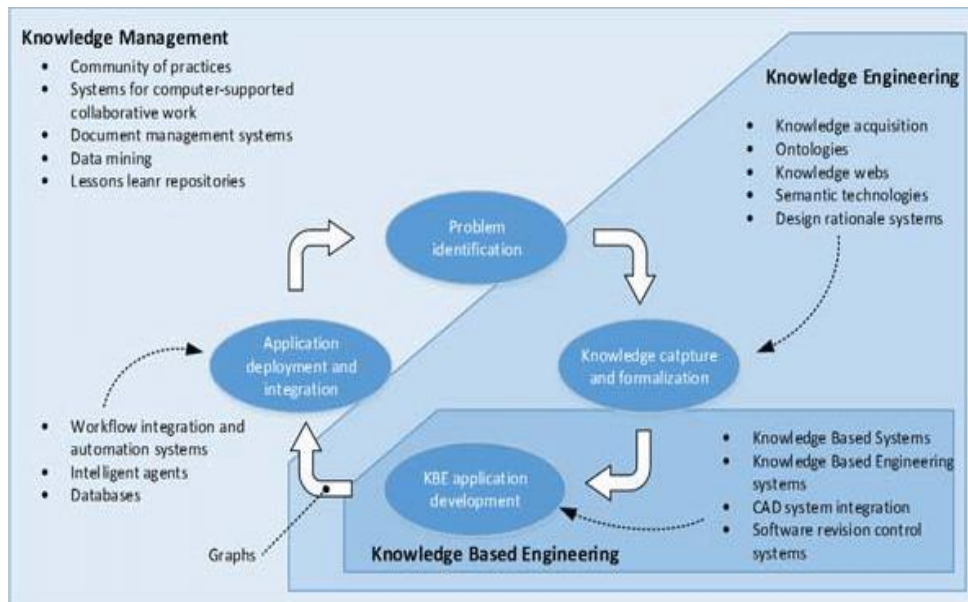 Knowledge Management
• Community of practices
• Systems for computer-supported
collaborative work
• Document management systems
• Data mining
• Lessons leanr repositories
Knowledge Engineering
• Knowledge acquisition
• Ontologies
• Knowledge webs
• Semantic technologies
• Design rationale systems
Problem
identification
Application
deployment and
integration
Knowledge catpture
and formalization
• Workflow integration and
automation systems
• Intelligent agents
• Databases
KBE application
development
• Knowledge Based Systems
• Knowledge Based Engineering
systems
• CAD system integration
• Software revision control
systems
Graphs
Knowledge Based Engineering